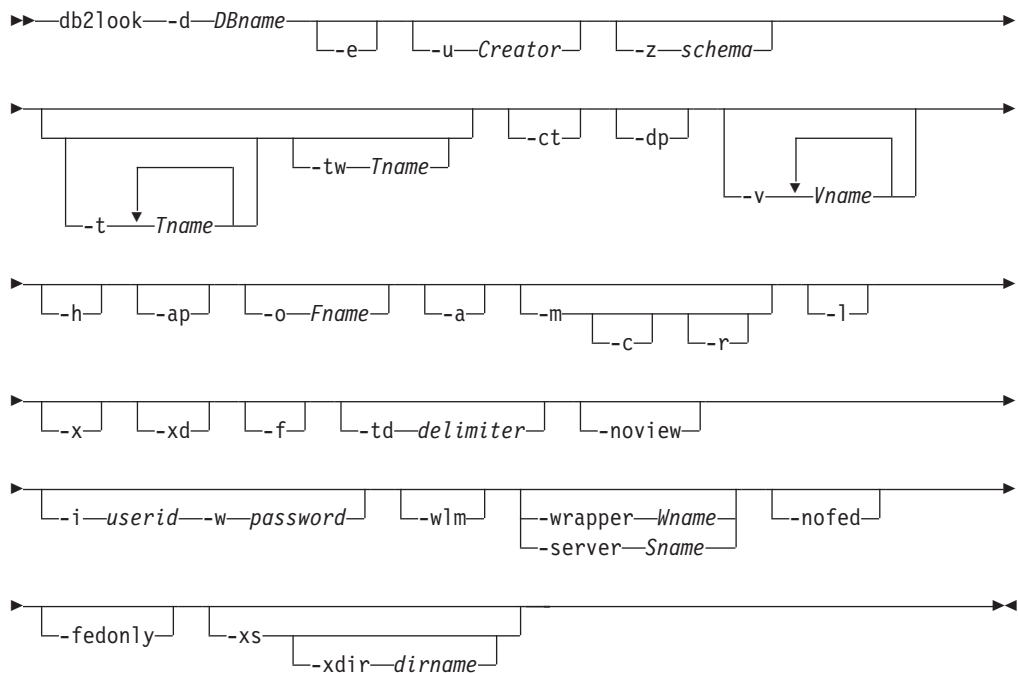 db2look -d DBname -e -u Creator -z schema
-t Tname -tw Tname -ct -dp -v Vname
-h -ap -o Fname -a -m -c -r -l
-x -xd -f -td delimiter -noview
-i userid -w password -wlm -wrapper Wname -nofed
-server Sname
-fedonly -xs
-xdir dirname